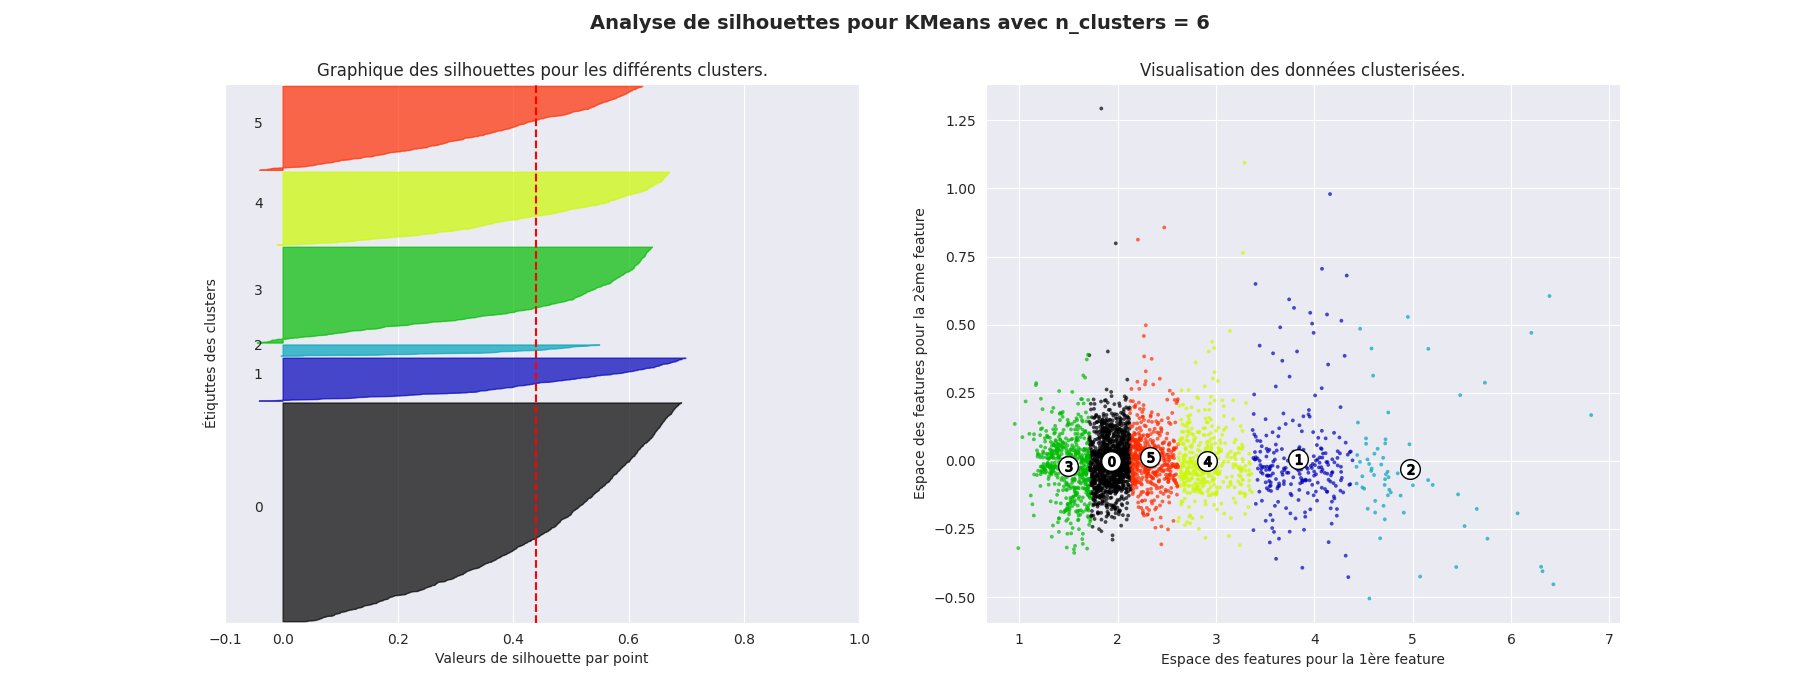 Analyse de silhouettes pour KMeans avec n_clusters = 6
Graphique des silhouettes pour les différents clusters.
Étiquttes des clusters
5
4
3
2
1
0
−0.1 0.0 0.2 0.4 0.6 0.8 1.0
Valeurs de silhouette par point
Visualisation des données clusterisées.
Espace des features pour la 2ème feature
1.25
1.00
0.75
0.50
0.25
0.00
−0.25
−0.50
3 0 5 4 1 2
1 2 3 4 5 6 7
Espace des features pour la 1ère feature